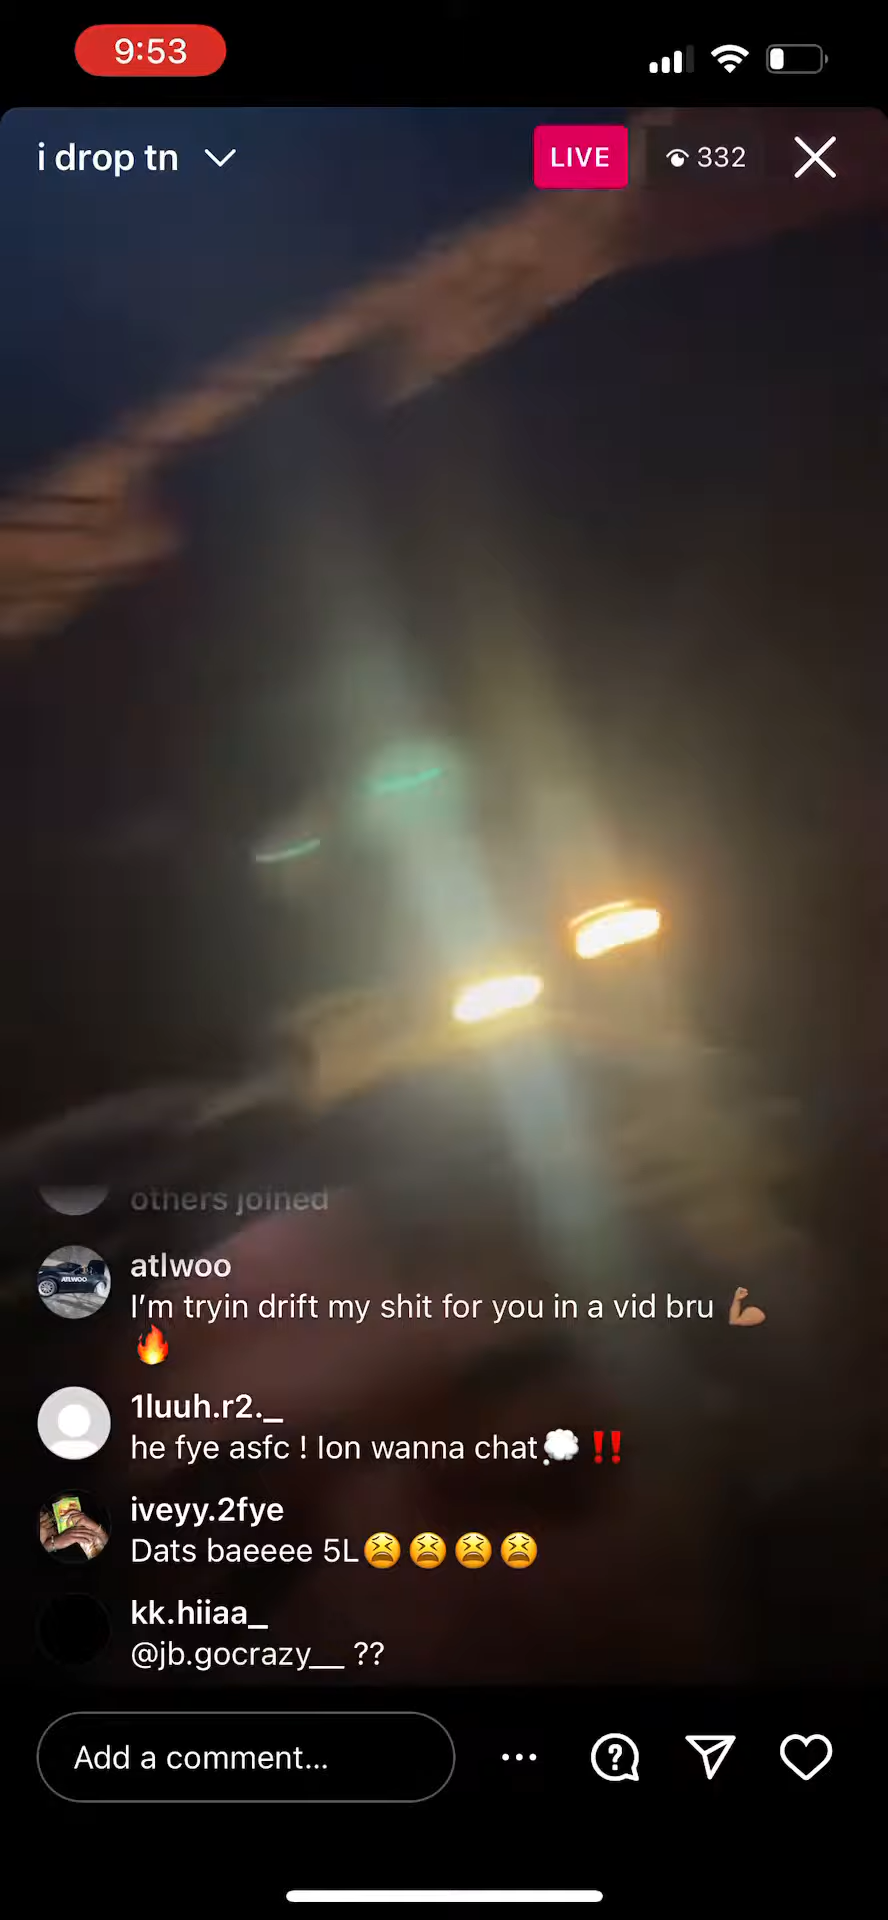 9:53
i drop tn
LIVE
332
others joined
atlwoo
I'm tryin drift my shit for you in a vid bru 💪🏽
🔥
1luuh.r2._
he fye asfc ! Ion wanna chat💭‼️
iveyy.2fye
Dats baeeee 5L😫😫😫😫
kk.hiiaa_
@jb.gocrazy__ ??
Add a comment...
ATLWOO